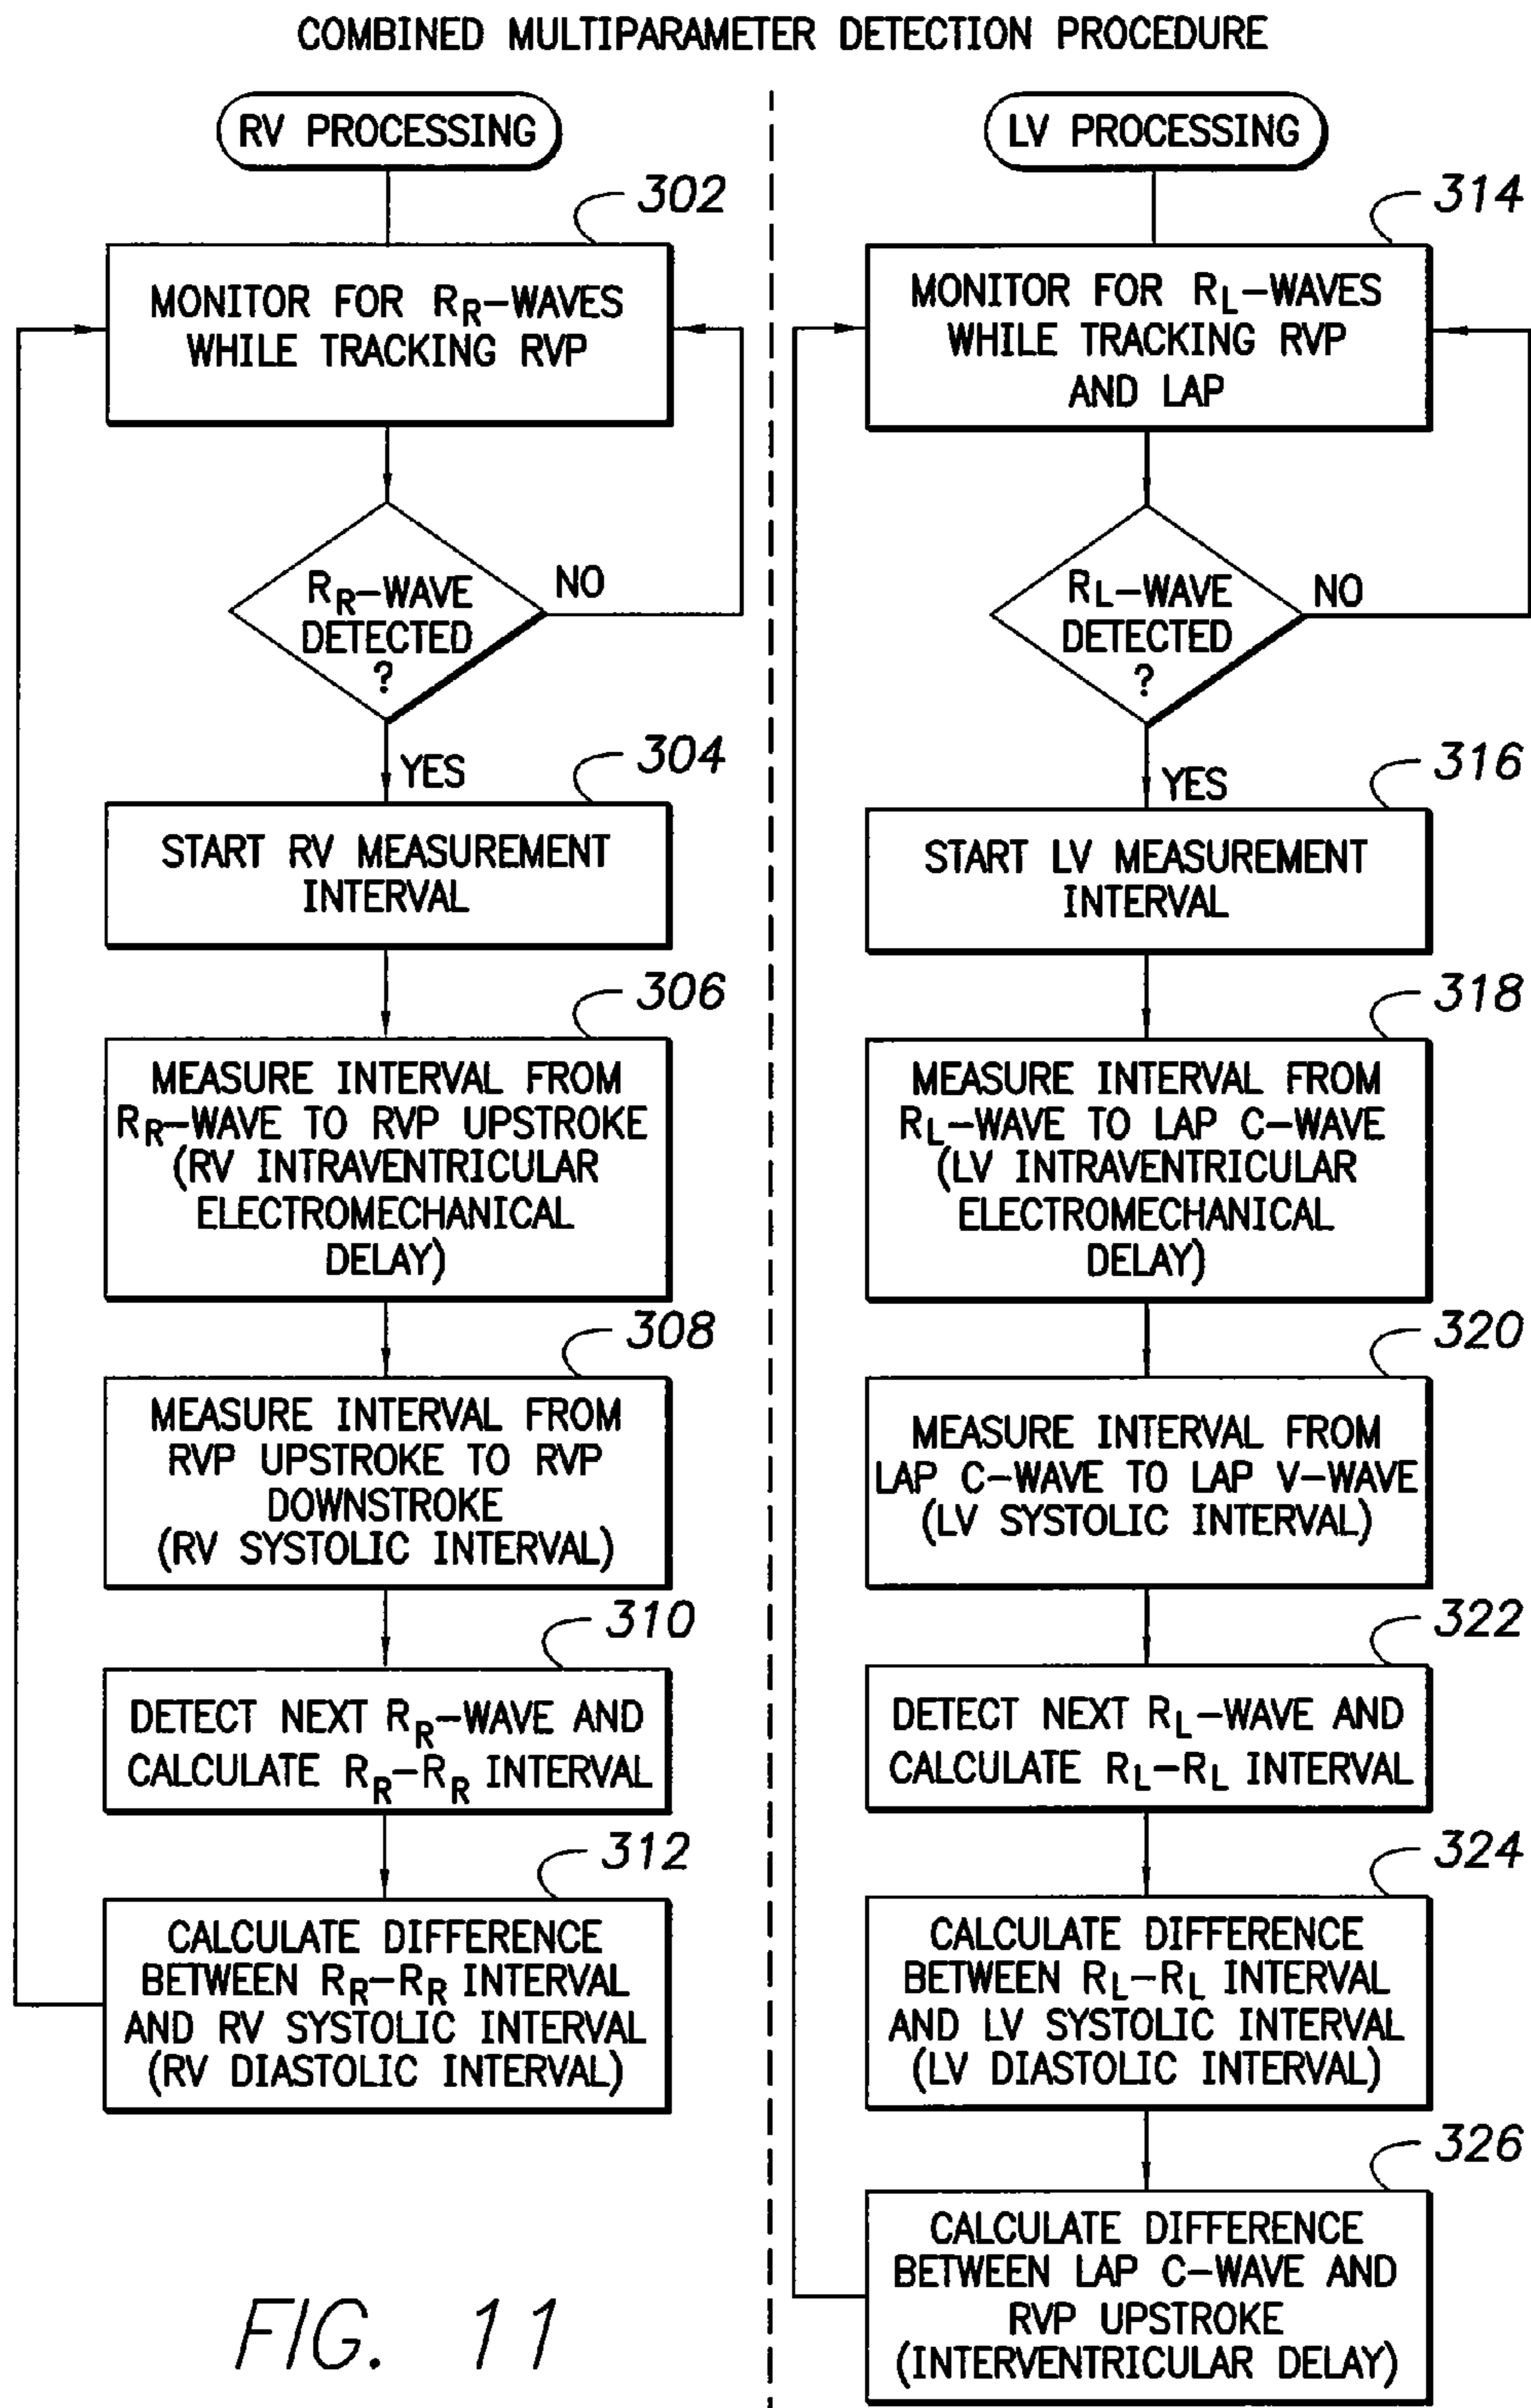 COMBINED MULTIPARAMETER DETECTION PROCEDURE
RV PROCESSING
302
MONITOR FOR RR-WAVES
WHILE TRACKING RVP
RR-WAVE
DETECTED
?
NO
YES
304
START RV MEASUREMENT
INTERVAL
306
MEASURE INTERVAL FROM
RR-WAVE TO RVP UPSTROKE
(RV INTRAVENTRICULAR
ELECTROMECHANICAL
DELAY)
308
MEASURE INTERVAL FROM
RVP UPSTROKE TO RVP
DOWNSTROKE
(RV SYSTOLIC INTERVAL)
310
DETECT NEXT RR-WAVE AND
CALCULATE RR-RR INTERVAL
312
CALCULATE DIFFERENCE
BETWEEN RR-RR INTERVAL
AND RV SYSTOLIC INTERVAL
(RV DIASTOLIC INTERVAL)
LV PROCESSING
314
MONITOR FOR RL-WAVES
WHILE TRACKING RVP
AND LAP
RL-WAVE
DETECTED
?
NO
YES
316
START LV MEASUREMENT
INTERVAL
318
MEASURE INTERVAL FROM
RL-WAVE TO LAP C-WAVE
(LV INTRAVENTRICULAR
ELECTROMECHANICAL
DELAY)
320
MEASURE INTERVAL FROM
LAP C-WAVE TO LAP V-WAVE
(LV SYSTOLIC INTERVAL)
322
DETECT NEXT RL-WAVE AND
CALCULATE RL-RL INTERVAL
324
CALCULATE DIFFERENCE
BETWEEN RL-RL INTERVAL
AND LV SYSTOLIC INTERVAL
(LV DIASTOLIC INTERVAL)
326
CALCULATE DIFFERENCE
BETWEEN LAP C-WAVE AND
RVP UPSTROKE
(INTERVENTRICULAR DELAY)
FIG. 11